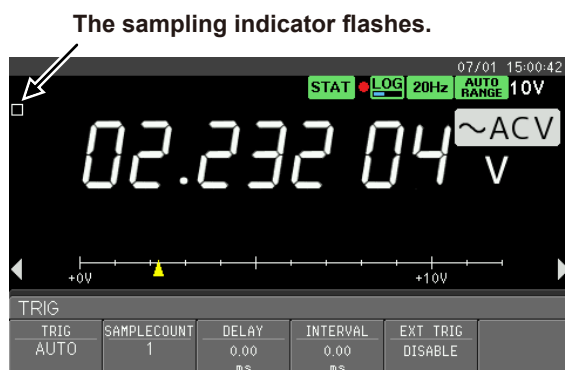 The sampling indicator flashes.
07/01 15:00:42
STAT LOG 20Hz AUTO RANGE 10V
02.232 04 ~ACV
V
+0V +10V
TRIG
TRIG SAMPLECOUNT DELAY INTERVAL EXT TRIG
AUTO 1 0.00 0.00 DISABLE
ms ms